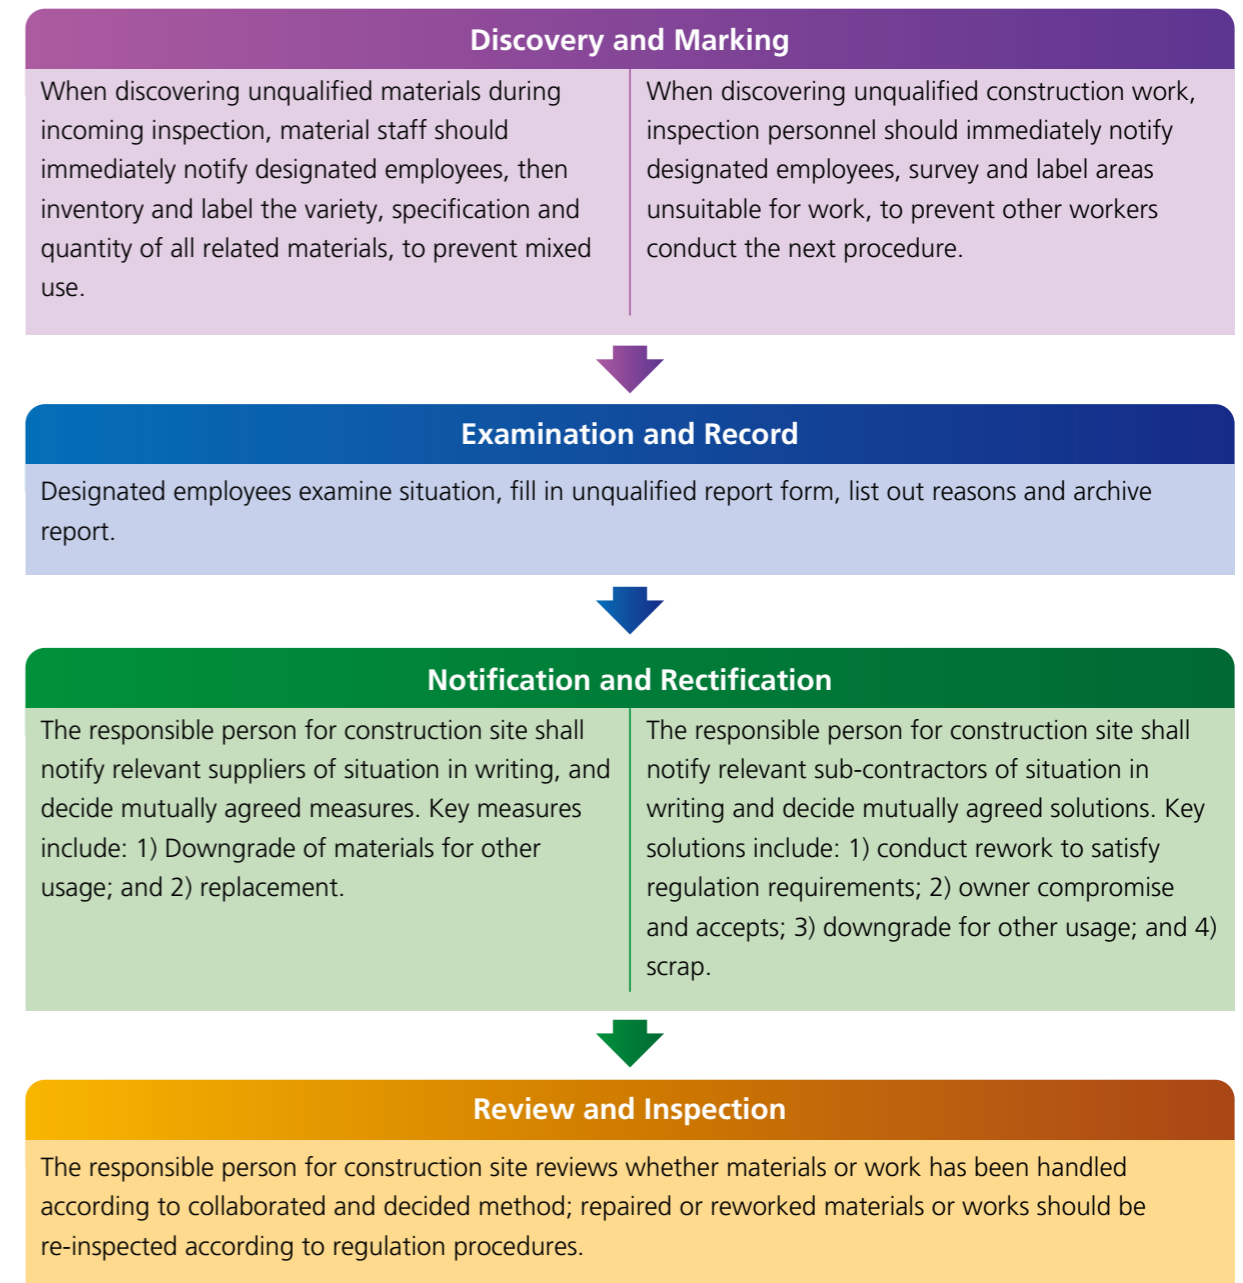 Discovery and Marking
When discovering unqualified materials during
incoming inspection, material staff should
immediately notify designated employees, then
inventory and label the variety, specification and
quantity of all related materials, to prevent mixed
use.
When discovering unqualified construction work,
inspection personnel should immediately notify
designated employees, survey and label areas
unsuitable for work, to prevent other workers
conduct the next procedure.
Examination and Record
Designated employees examine situation, fill in unqualified report form, list out reasons and archive
report.
Notification and Rectification
The responsible person for construction site shall
notify relevant suppliers of situation in writing, and
decide mutually agreed measures. Key measures
include: 1) Downgrade of materials for other
usage; and 2) replacement.
The responsible person for construction site shall
notify relevant sub-contractors of situation in
writing and decide mutually agreed solutions. Key
solutions include: 1) conduct rework to satisfy
regulation requirements; 2) owner compromise
and accepts; 3) downgrade for other usage; and 4)
scrap.
Review and Inspection
The responsible person for construction site reviews whether materials or work has been handled
according to collaborated and decided method; repaired or reworked materials or works should be
re-inspected according to regulation procedures.